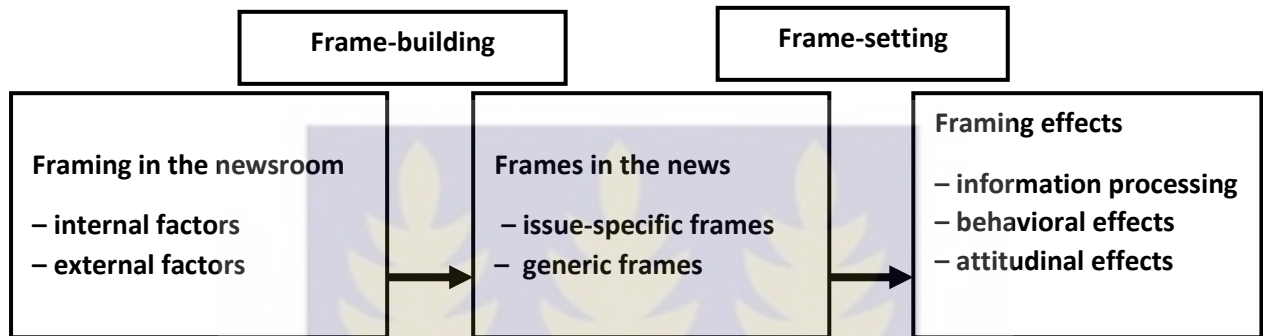 Frame-building
Frame-setting
Framing in the newsroom
– internal factors
– external factors
Frames in the news
– issue-specific frames
– generic frames
Framing effects
– information processing
– behavioral effects
– attitudinal effects